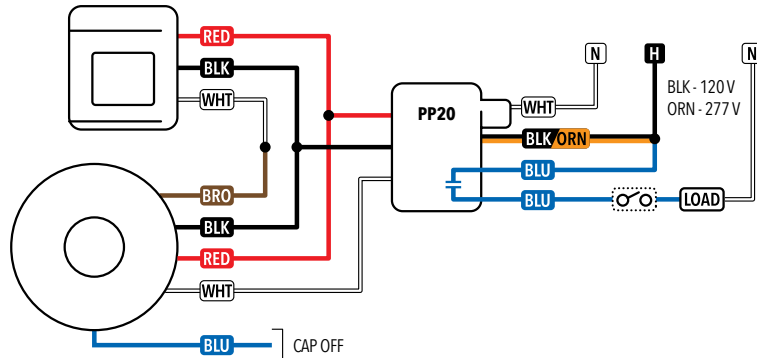 RED
BLK
WHT
BRO
BLK
RED
WHT
BLU
CAP OFF
PP20
WHT
N
H
N
BLK - 120 V
ORN - 277 V
BLK/ORN
BLU
BLU
LOAD